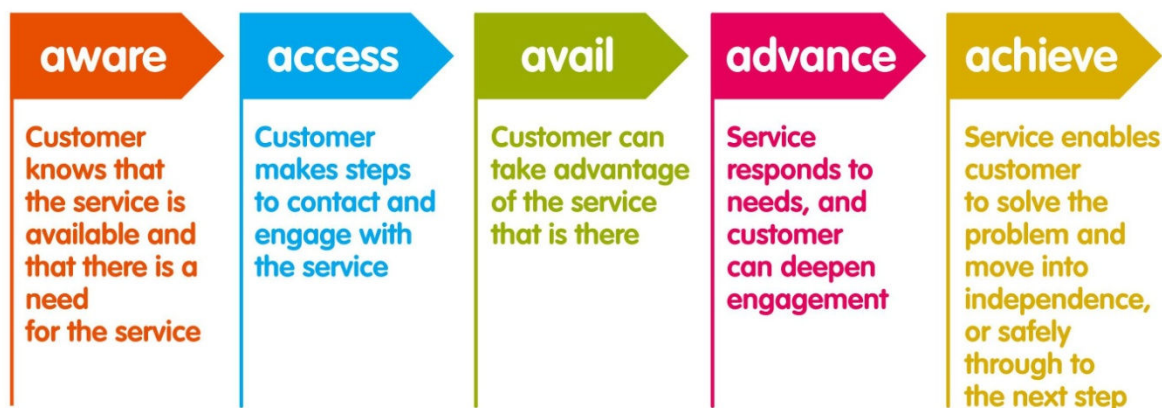 aware
Customer
knows that
the service is
available and
that there is a
need
for the service
access
Customer
makes steps
to contact and
engage with
the service
avail
Customer can
take advantage
of the service
that is there
advance
Service
responds to
needs, and
customer
can deepen
engagement
achieve
Service enables
customer
to solve the
problem and
move into
independence,
or safely
through to
the next step